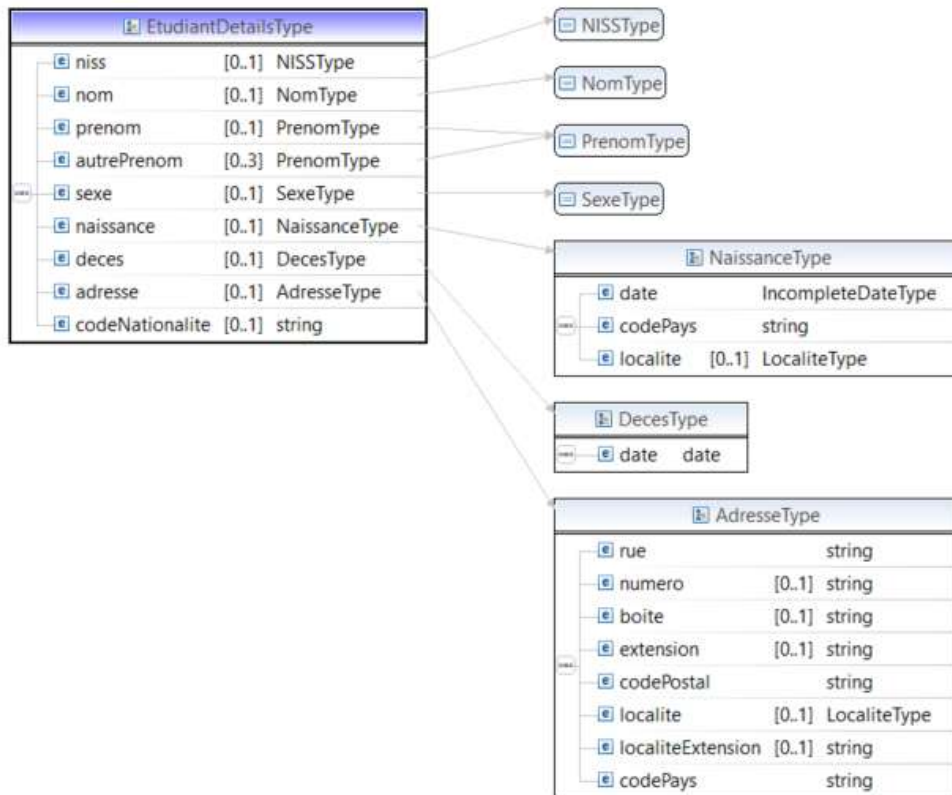 EtudiantDetailsType
niss [0..1] NISSType
nom [0..1] NomType
prenom [0..1] PrenomType
autrePrenom [0..3] PrenomType
sexe [0..1] SexeType
naissance [0..1] NaissanceType
deces [0..1] DecesType
adresse [0..1] AdresseType
codeNationalite [0..1] string
NISSType
NomType
PrenomType
SexeType
NaissanceType
date IncompleteDateType
codePays string
localite [0..1] LocaliteType
DecesType
date date
AdresseType
rue string
numero [0..1] string
boite [0..1] string
extension [0..1] string
codePostal string
localite [0..1] LocaliteType
localiteExtension [0..1] string
codePays string